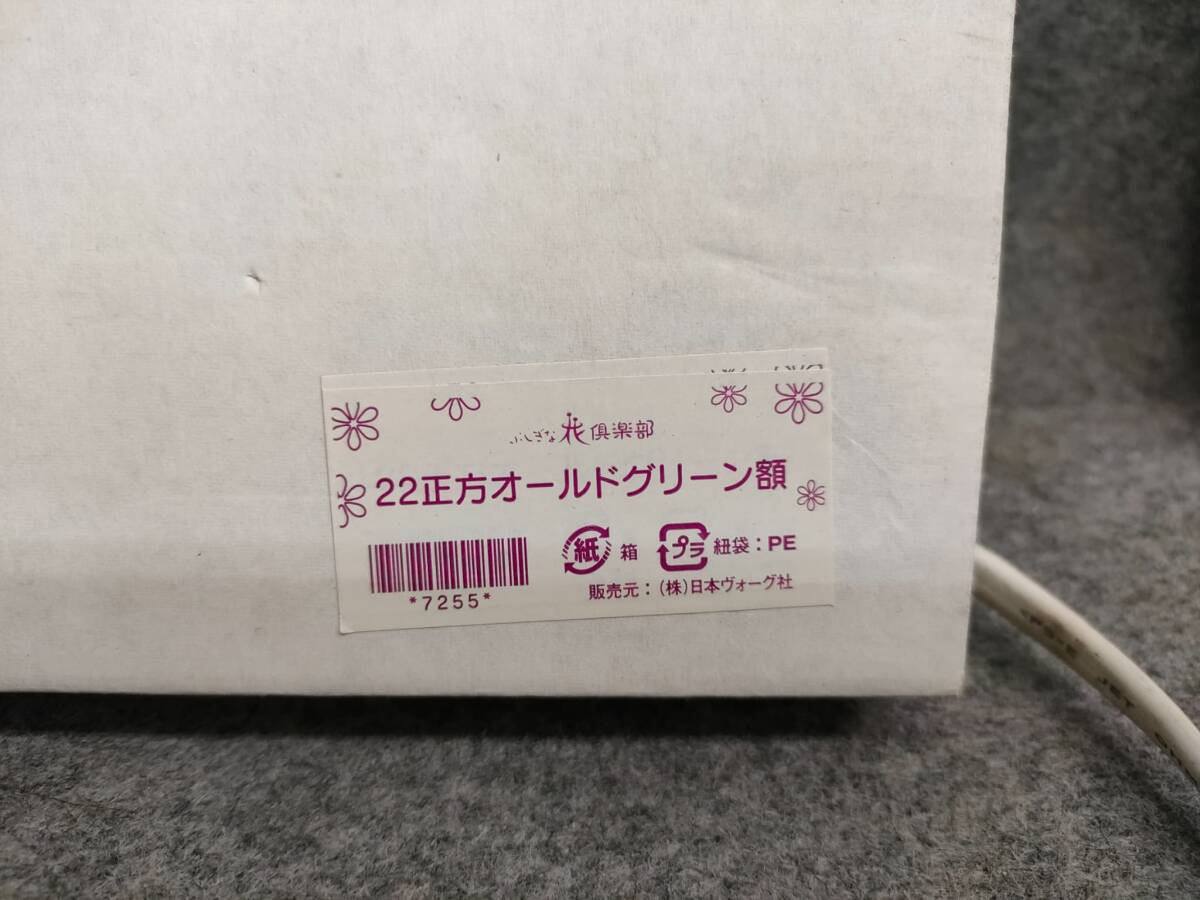 ふしぎな花倶楽部
22正方オールドグリーン額
紙 箱 プラ 紐袋：PE
*7255*
販売元：(株)日本ヴォーグ社